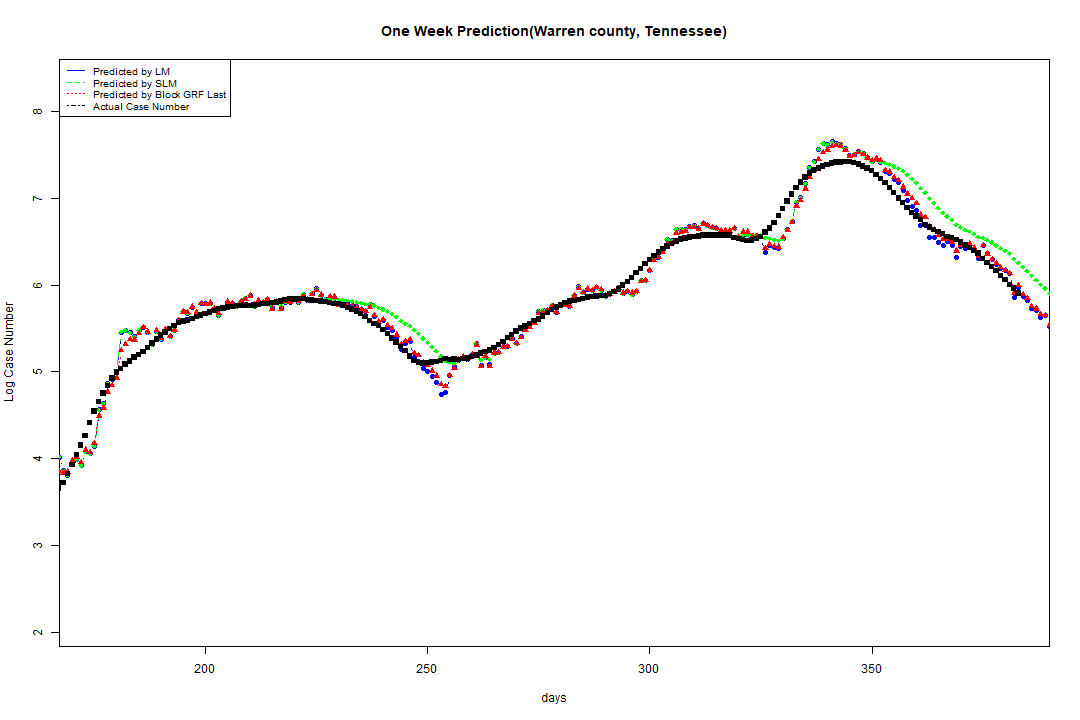 One Week Prediction(Warren county, Tennessee)
Predicted by LM
Predicted by SLM
Predicted by Block GRF Last
Actual Case Number
8
7
6
5
4
3
2
Log Case Number
200 250 300 350
days